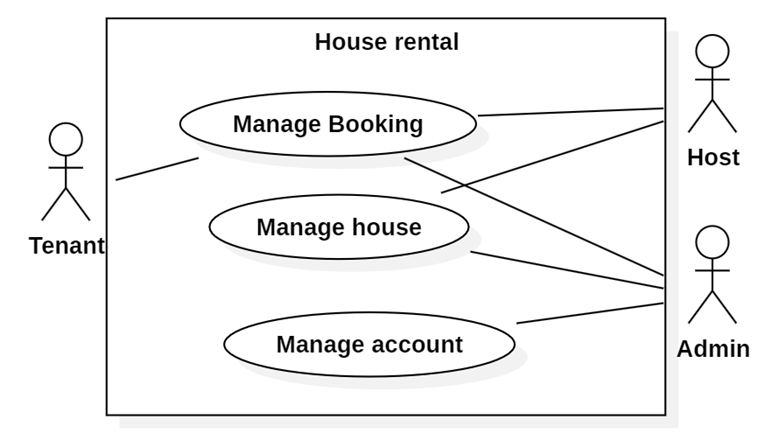 House rental
Manage Booking
Host
Manage house
Tenant
Manage account
Admin